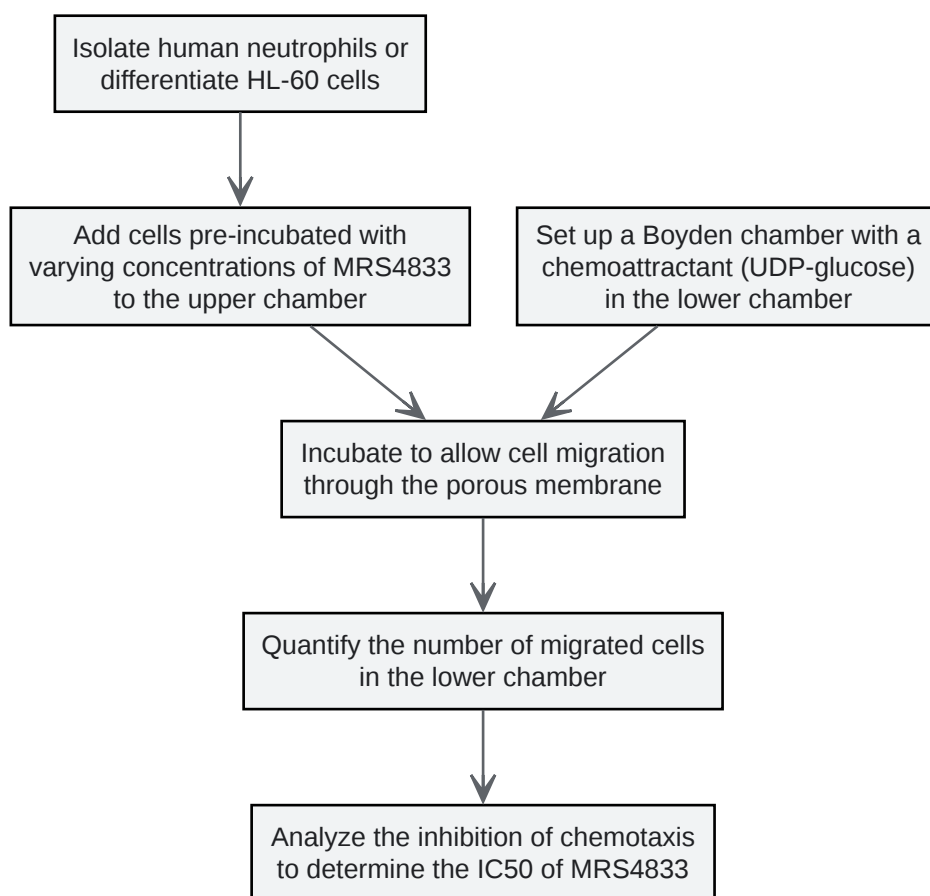 Isolate human neutrophils or
differentiate HL-60 cells
Add cells pre-incubated with
varying concentrations of MRS4833
to the upper chamber
Set up a Boyden chamber with a
chemoattractant (UDP-glucose)
in the lower chamber
Incubate to allow cell migration
through the porous membrane
Quantify the number of migrated cells
in the lower chamber
Analyze the inhibition of chemotaxis
to determine the IC50 of MRS4833